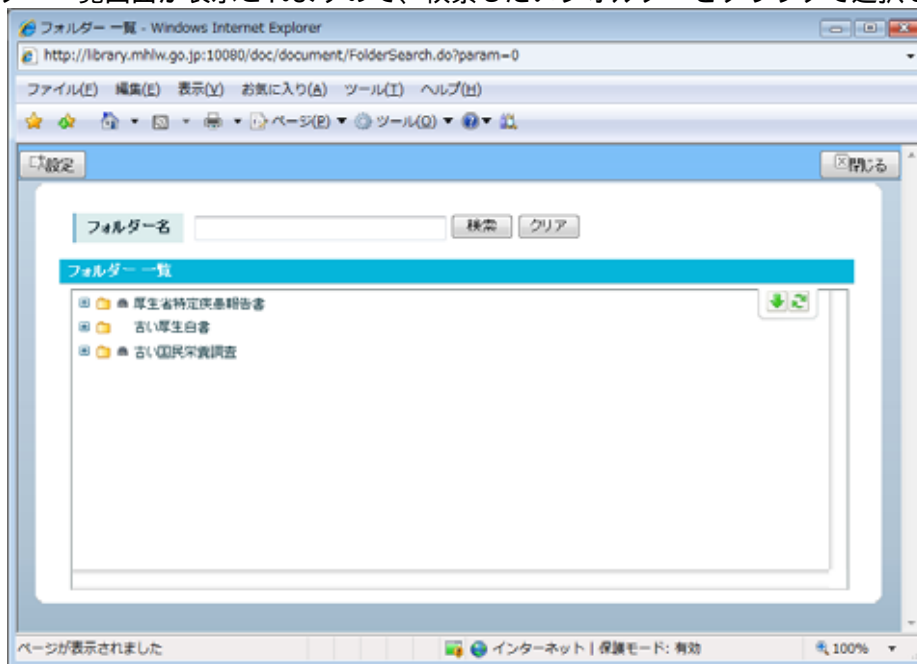 フォルダー 一覧 - Windows Internet Explorer
http://library.mhlw.go.jp:10080/doc/document/FolderSearch.do?param=0
ファイル(F) 編集(E) 表示(V) お気に入り(A) ツール(T) ヘルプ(H)
ページ(P) ツール(O)
設定 閉じる
フォルダー名 検索 クリア
フォルダー 一覧
厚生省特定疾患報告書
古い厚生白書
古い国民栄養調査
ページが表示されました インターネット | 保護モード: 有効 100%